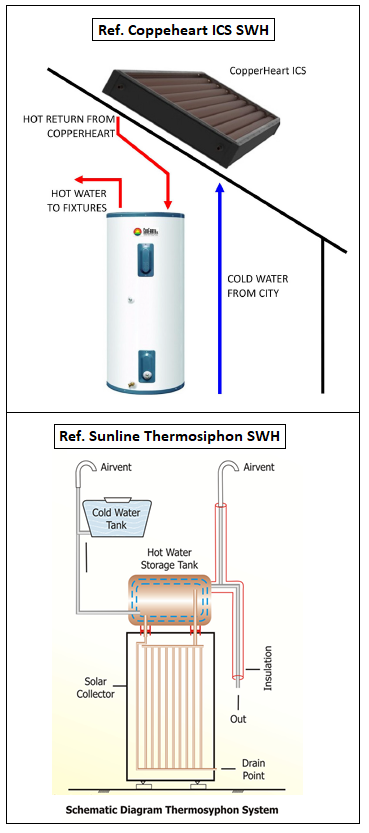 Ref. Coppeheart ICS SWH
CopperHeart ICS
HOT RETURN FROM
COPPERHEART
HOT WATER
TO FIXTURES
COLD WATER
FROM CITY
Ref. Sunline Thermosiphon SWH
Airvent
Airvent
Cold Water
Tank
Hot Water
Storage Tank
Solar
Collector
Insulation
Out
Drain
Point
Schematic Diagram Thermosyphon System